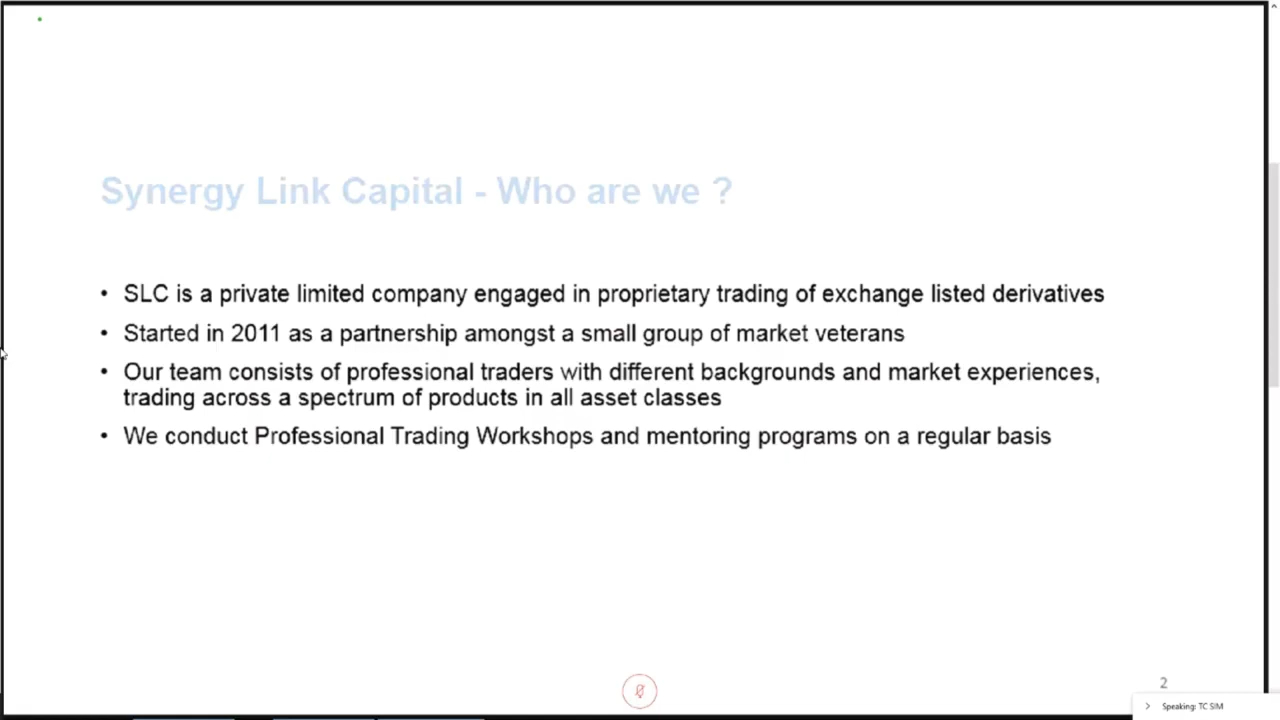 Synergy Link Capital - Who are we ?
• SLC is a private limited company engaged in proprietary trading of exchange listed derivatives
• Started in 2011 as a partnership amongst a small group of market veterans
• Our team consists of professional traders with different backgrounds and market experiences,
trading across a spectrum of products in all asset classes
• We conduct Professional Trading Workshops and mentoring programs on a regular basis
2
Speaking: TC SIM